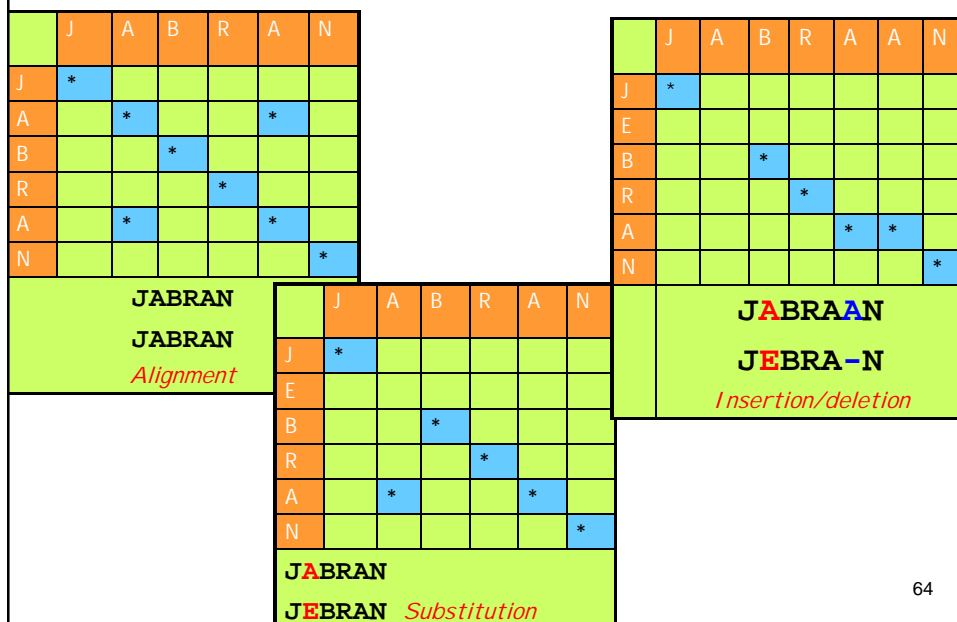 J A B R A N
J *
A * *
B *
R *
A * *
N *
JABRAN
JABRAN
Alignment
J A B R A N
J *
E
B *
R *
A * *
N *
JABRAN
JEBRAN Substitution
J A B R A A N
J *
E
B *
R *
A * *
N *
JABRAAN
JEBRA-N
Insertion/deletion
64